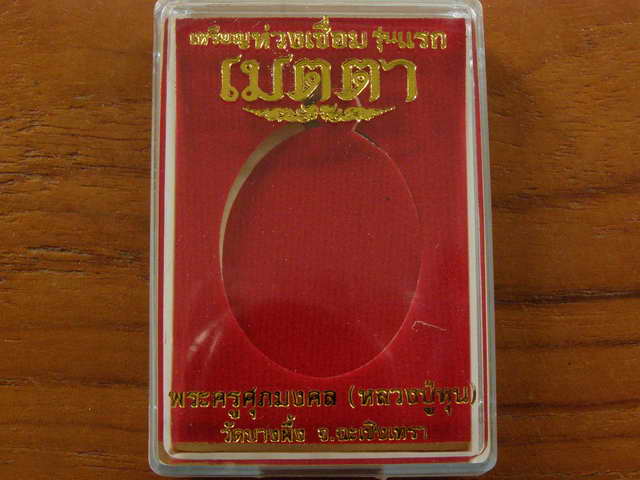 เหรียญห่วงเชื่อม รุ่นแรก
เมตตา
พระครูศุภมงคล (หลวงปู่ทุน)
วัดบางผึ้ง จ.ฉะเชิงเทรา